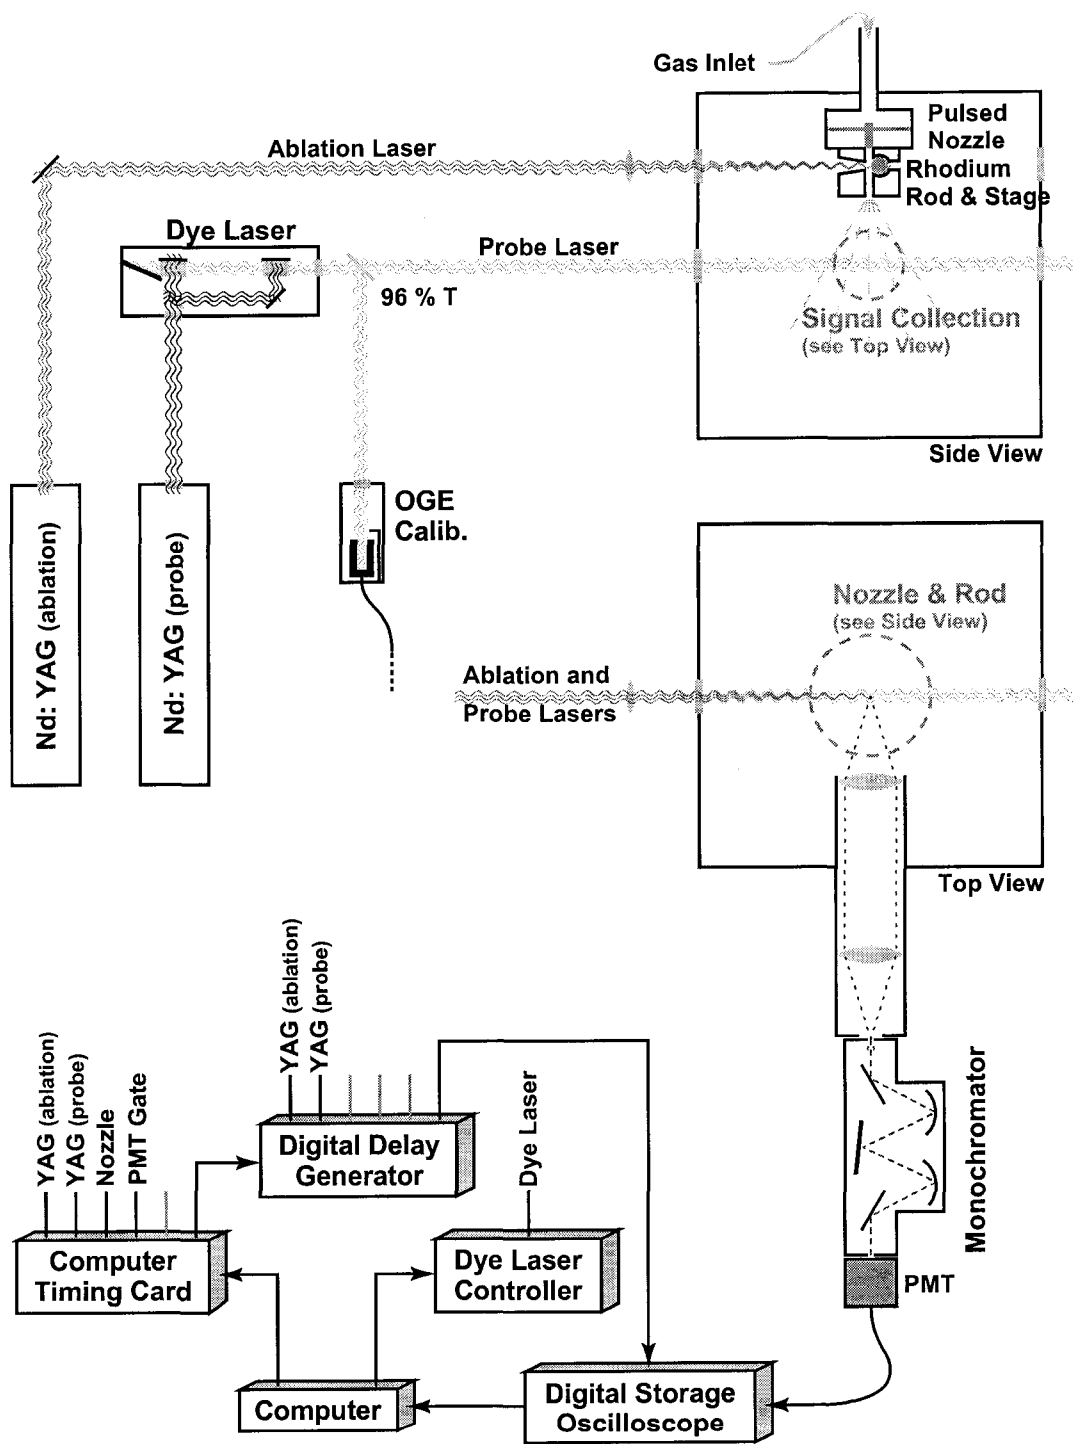 Gas Inlet
Pulsed
Nozzle
Rhodium
Rod & Stage
Ablation Laser
Dye Laser
Probe Laser
96 % T
Signal Collection
(see Top View)
Side View
Nd: YAG (ablation)
Nd: YAG (probe)
OGE
Calib.
Nozzle & Rod
(see Side View)
Ablation and
Probe Lasers
Top View
YAG (ablation)
YAG (probe)
Dye Laser
YAG (ablation)
YAG (probe)
Nozzle
PMT Gate
Digital Delay
Generator
Monochromator
Computer
Timing Card
Dye Laser
Controller
PMT
Computer
Digital Storage
Oscilloscope